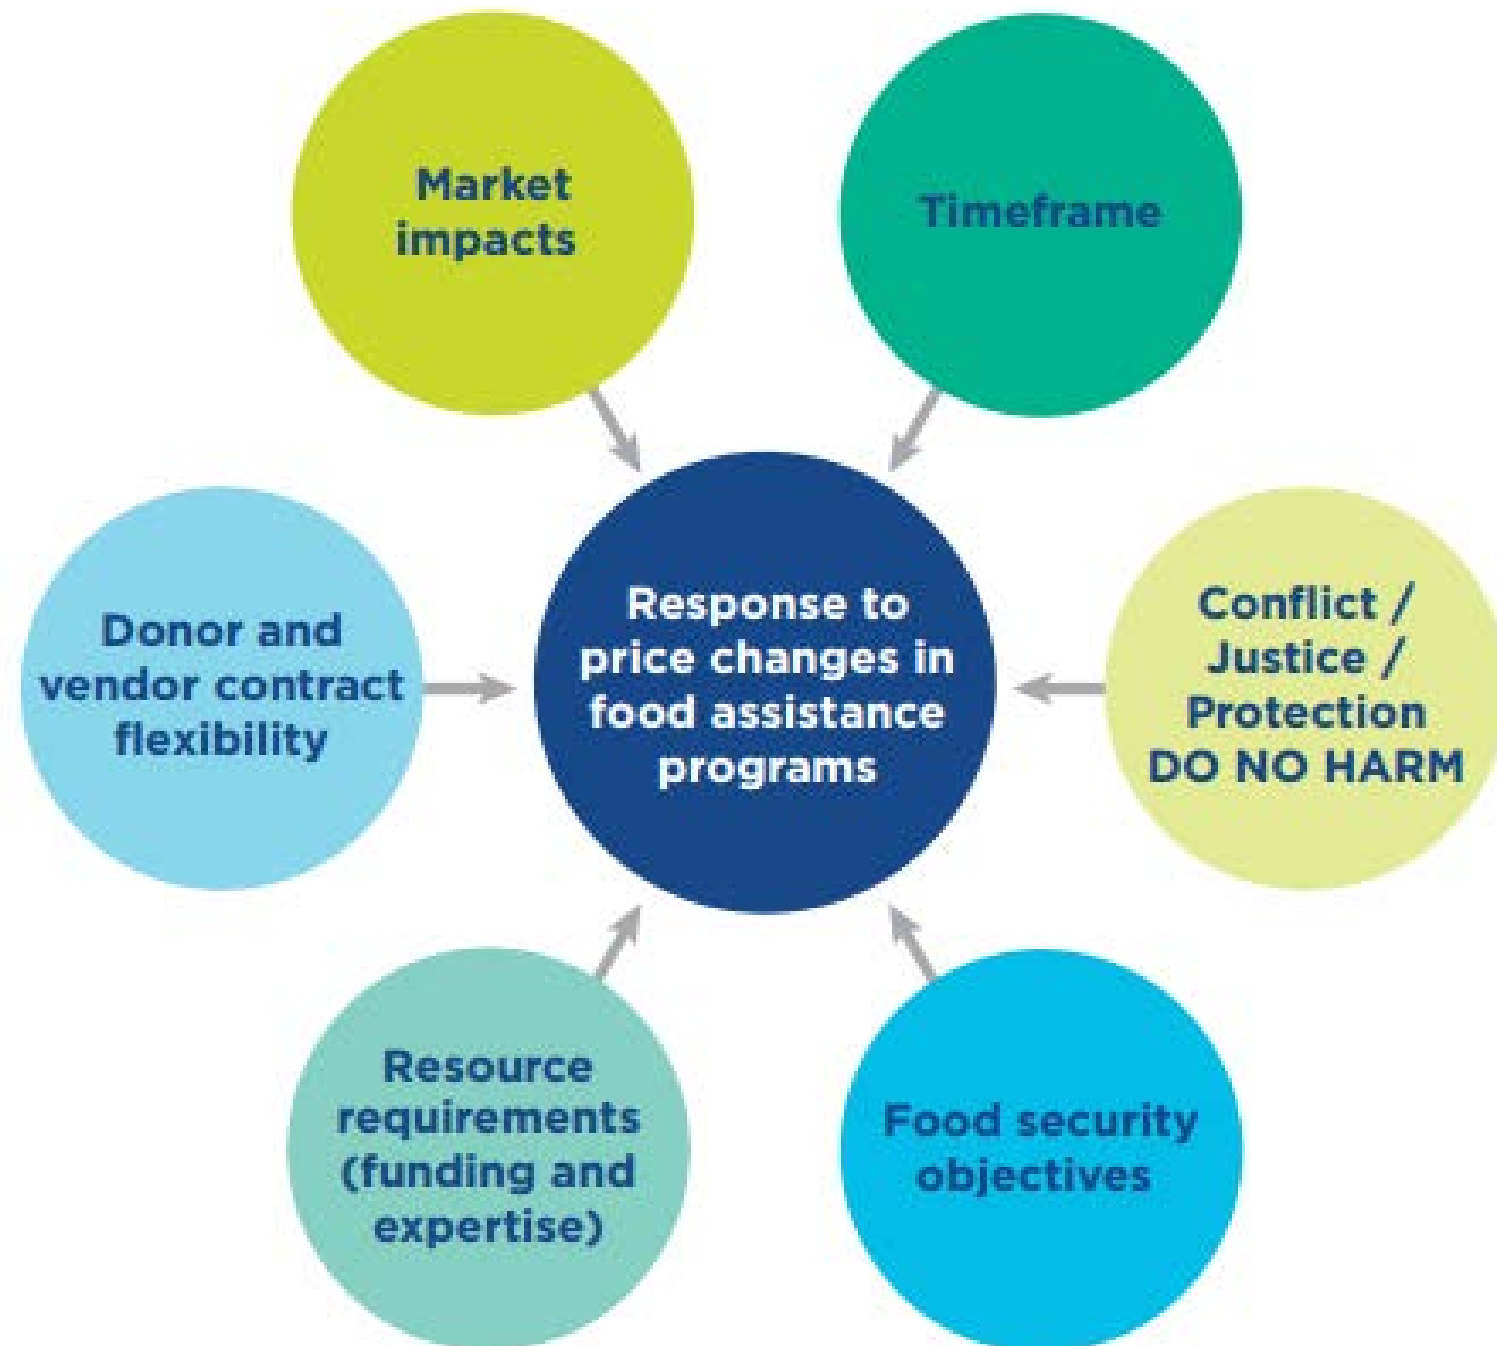 Market
impacts
Timeframe
Donor and
vendor contract
flexibility
Response to
price changes in
food assistance
programs
Conflict /
Justice /
Protection
DO NO HARM
Resource
requirements
(funding and
expertise)
Food security
objectives